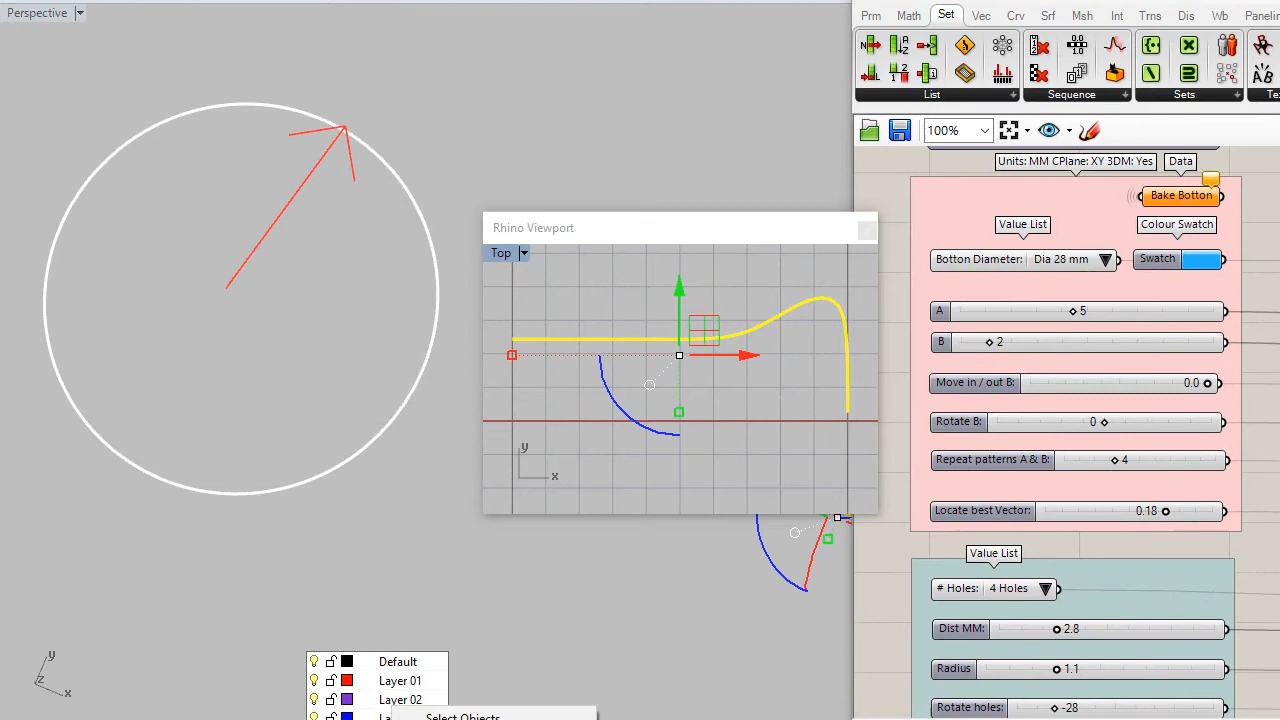 Perspective
Prm Math Set Vec Crv Srf Msh Int Trns Dis Wb Panelin
List Sequence Sets Te
100%
Units: MM CPlane: XY 3DM: Yes Data
Bake Botton
Value List Colour Swatch
Botton Diameter: Dia 28 mm Swatch
A 5
B 2
Move in / out B: 0.0
Rotate B: 0
Repeat patterns A & B: 4
Locate best Vector: 0.18
Value List
# Holes: 4 Holes
Dist MM: 2.8
Radius 1.1
Rotate holes: -28
Rhino Viewport
Top
y
x
y
z
x
Default
Layer 01
Layer 02
La
Select Objects